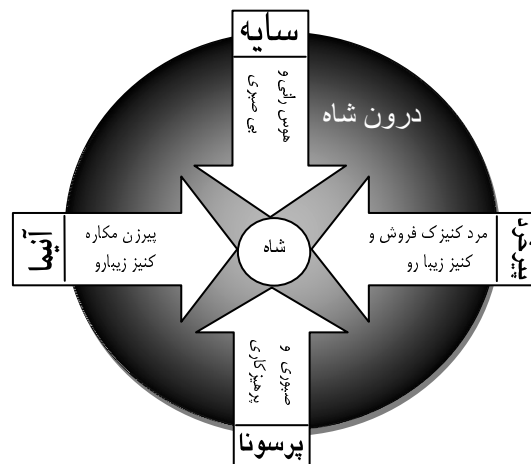 سایه
هوس رانی و
بی صبری
درون شاه
پیرخرد
مرد کنیزک فروش و
کنیز زیبا رو
شاه
آنیما
پیرزن مکاره
کنیز زیبارو
صبوری و
پرهیزکاری
پرسونا